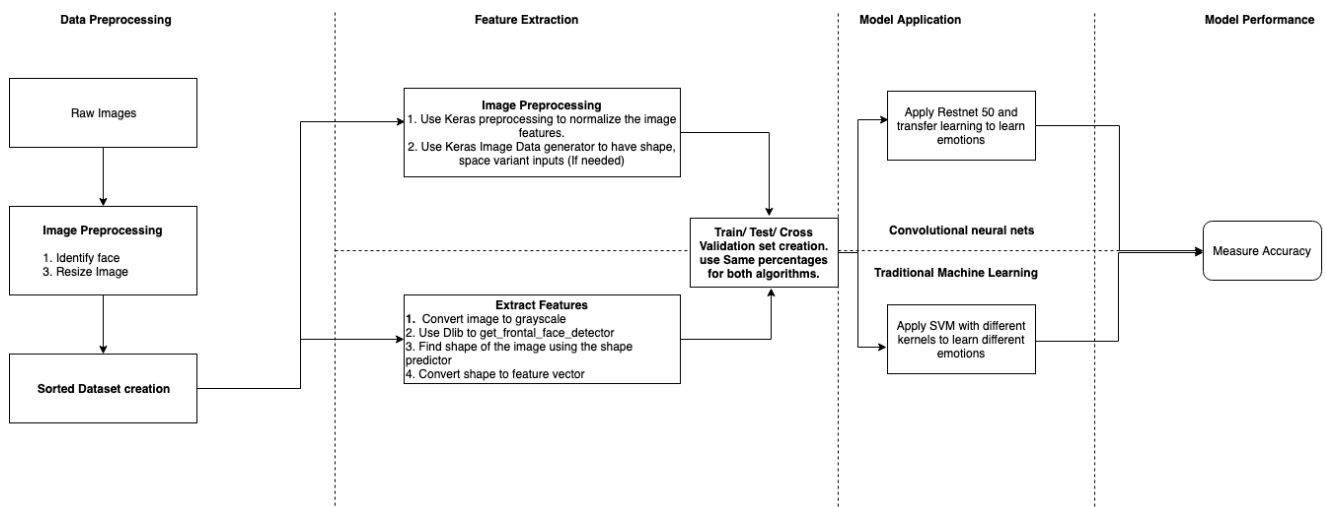 Data Preprocessing
Feature Extraction
Model Application
Model Performance
Raw Images
Image Preprocessing
1. Identify face
3. Resize Image
Sorted Dataset creation
Image Preprocessing
1. Use Keras preprocessing to normalize the image
features.
2. Use Keras Image Data generator to have shape,
space variant inputs (If needed)
Extract Features
1. Convert image to grayscale
2. Use Dlib to get_frontal_face_detector
3. Find shape of the image using the shape
predictor
4. Convert shape to feature vector
Train/ Test/ Cross
Validation set creation.
use Same percentages
for both algorithms.
Apply Restnet 50 and
transfer learning to learn
emotions
Convolutional neural nets
Traditional Machine Learning
Apply SVM with different
kernels to learn different
emotions
Measure Accuracy